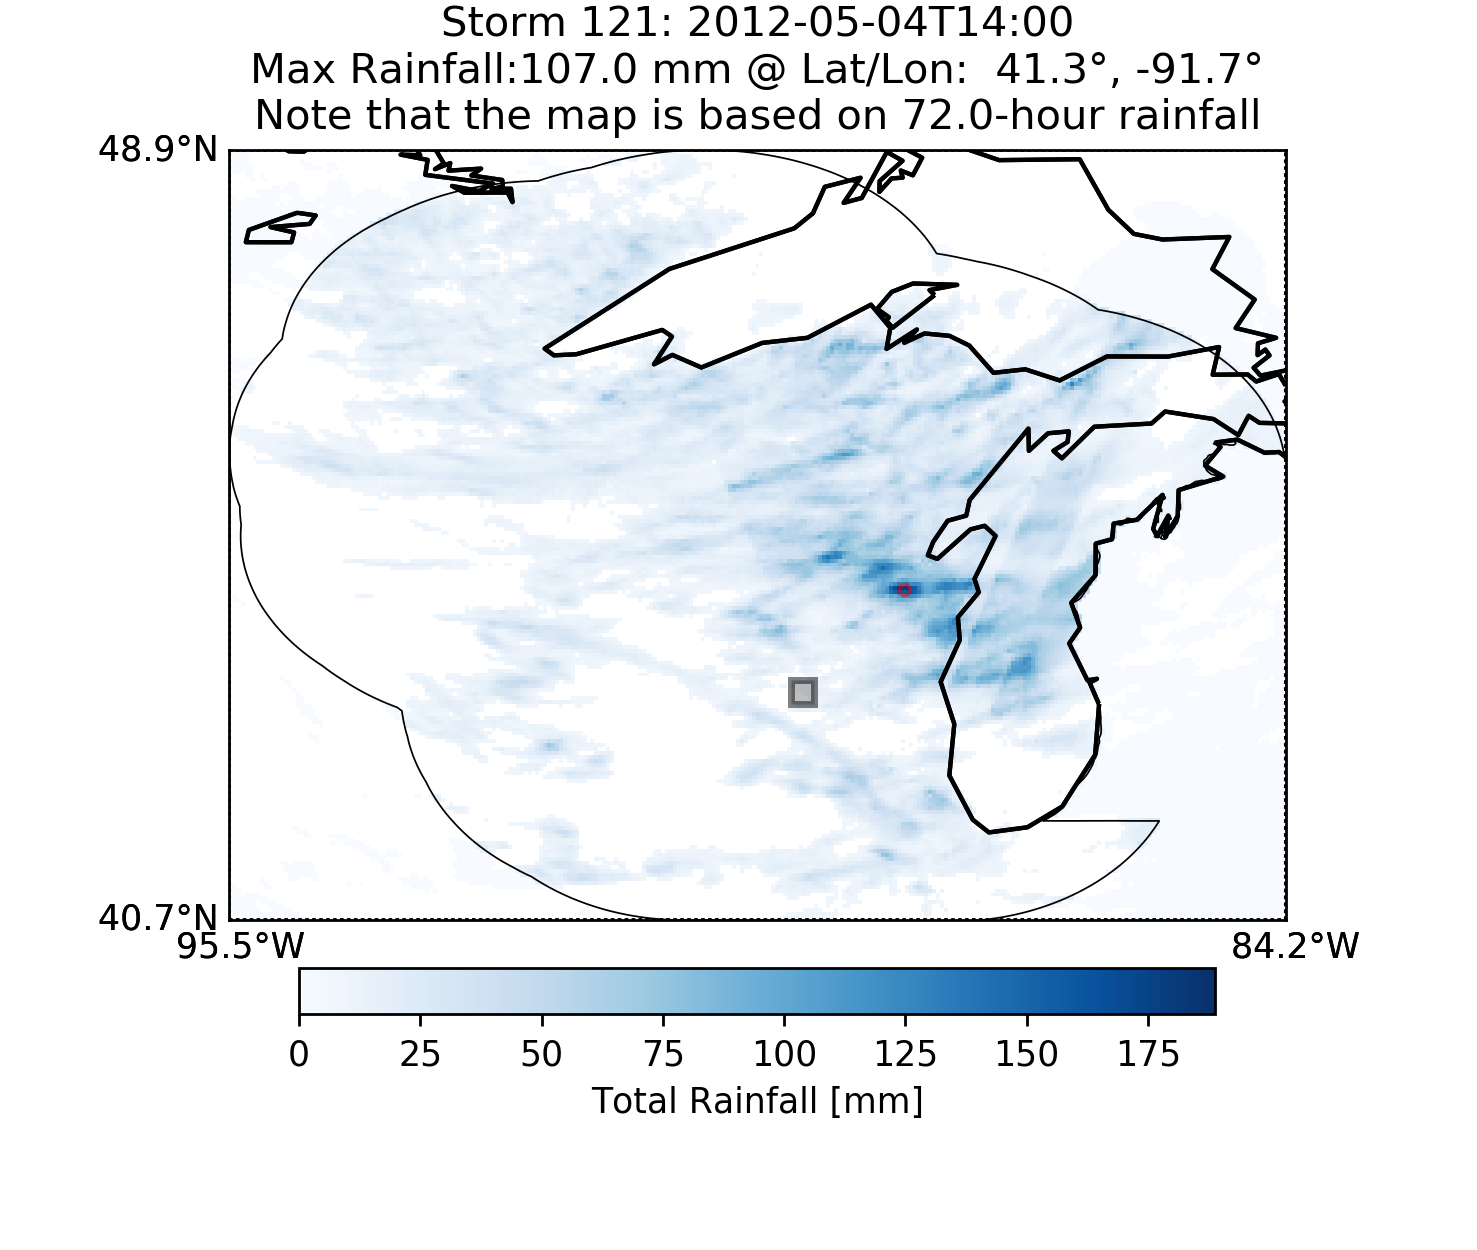 Storm 121: 2012-05-04T14:00
Max Rainfall:107.0 mm @ Lat/Lon:  41.3°, -91.7°
Note that the map is based on 72.0-hour rainfall
48.9°N
40.7°N
95.5°W 84.2°W
0 25 50 75 100 125 150 175
Total Rainfall [mm]